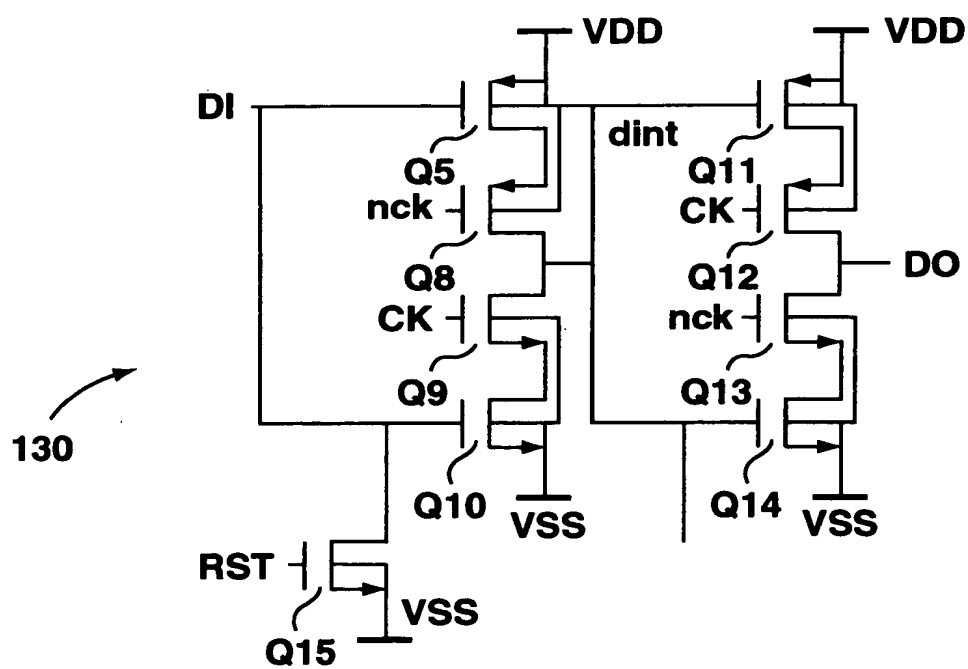 VDD
VDD
DI
dint
Q5
Q11
nck
CK
Q8
Q12
DO
CK
nck
Q9
Q13
130
Q10
VSS
Q14
VSS
RST
VSS
Q15